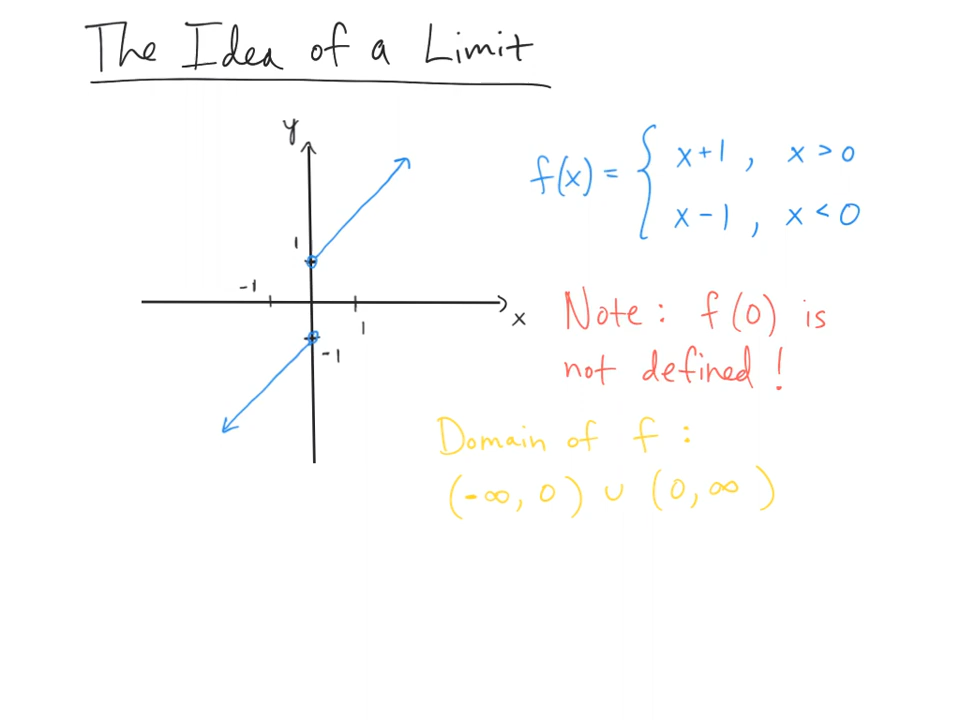 The Idea of a Limit
y
1
-1
x
1
-1
f(x) = { x+1 , x > 0
x-1 , x < 0
Note: f(0) is
not defined!
Domain of f :
(-∞, 0) ∪ (0, ∞)